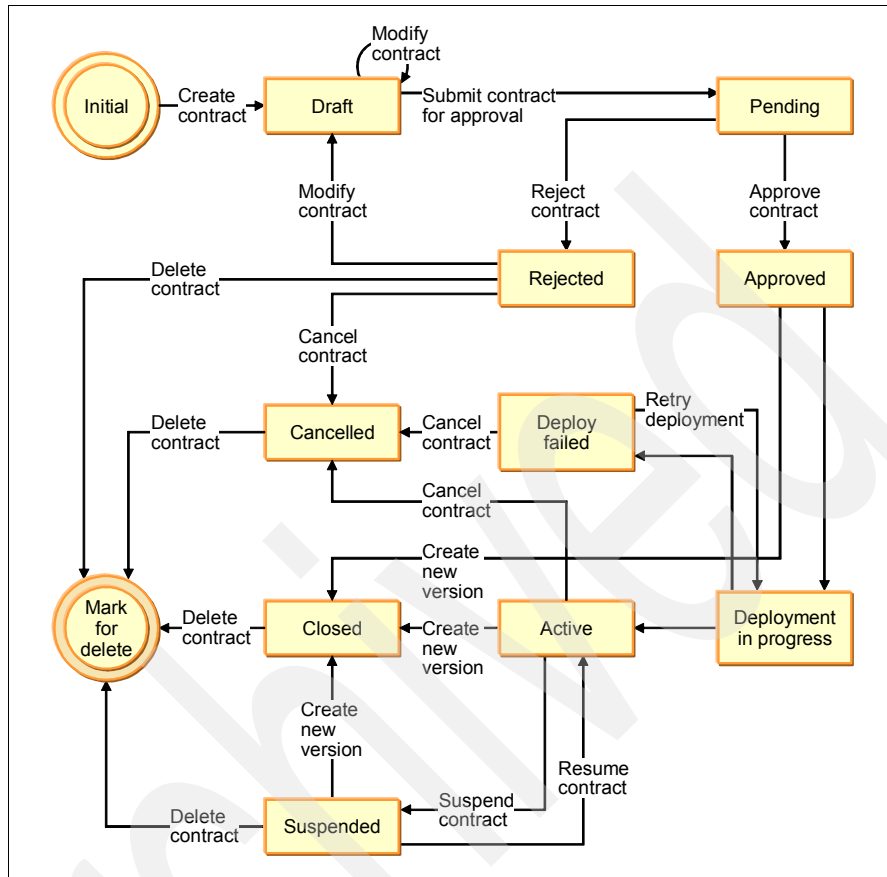 Modify
contract
Initial
Create
contract
Draft
Submit contract
for approval
Pending
Modify
contract
Reject
contract
Approve
contract
Delete
contract
Rejected
Approved
Cancel
contract
Delete
contract
Cancelled
Cancel
contract
Deploy
failed
Retry
deployment
Cancel
contract
Create
new
version
Mark
for
delete
Delete
contract
Closed
Create
new
version
Active
Deployment
in progress
Create
new
version
Resume
contract
Delete
contract
Suspended
Suspend
contract